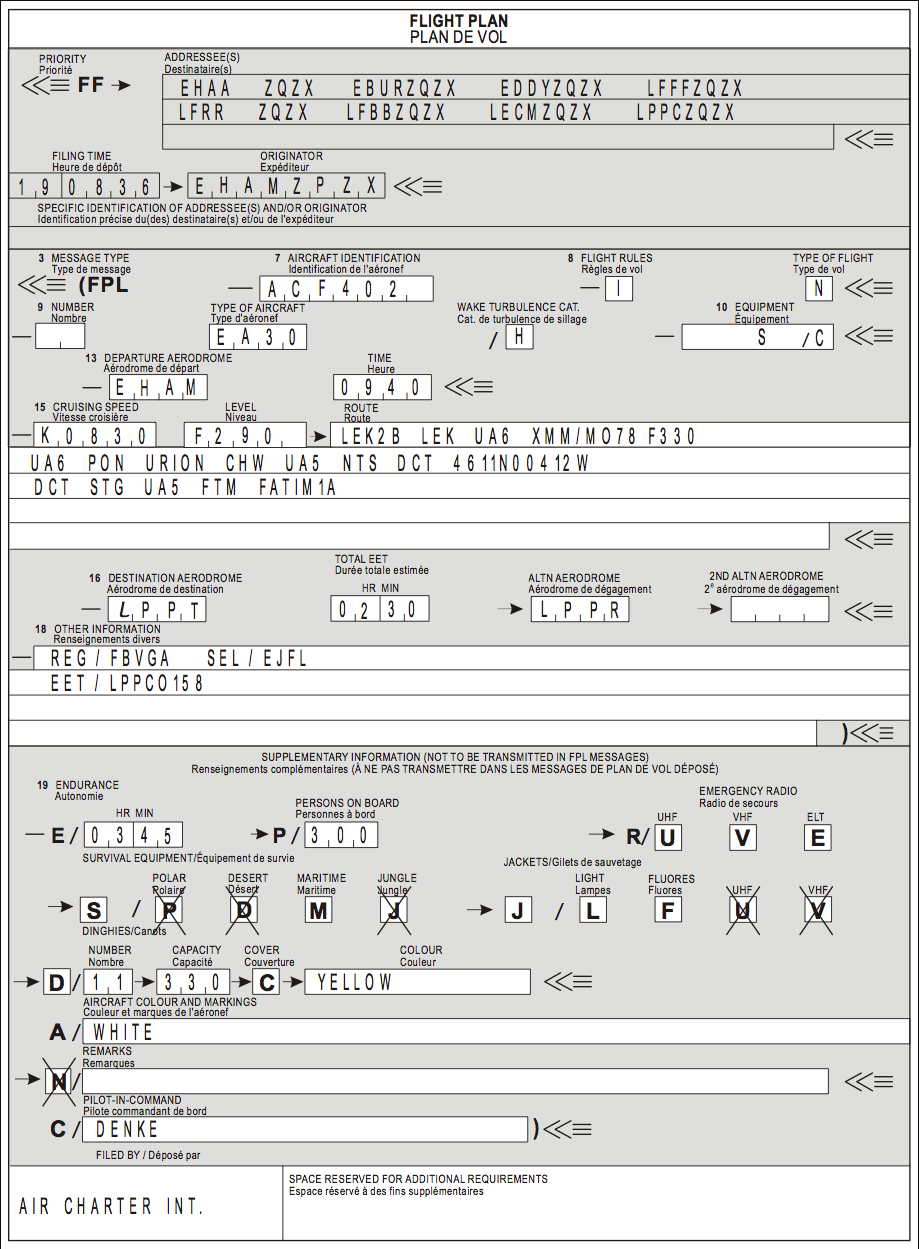 FLIGHT PLAN
PLAN DE VOL
PRIORITY
Priorité
ADDRESSEE(S)
Destinataire(s)
FF
EHAA ZQZX EBURZQZX EDDYZQZX LFFFZQZX
LFRR ZQZX LFBBZQZX LECMZQZX LPPCZQZX
FILING TIME
Heure de dépôt
ORIGINATOR
Expéditeur
190836 EHAMZPZX
SPECIFIC IDENTIFICATION OF ADDRESSEE(S) AND/OR ORIGINATOR
Identification précise du(des) destinataire(s) et/ou de l'expéditeur
3 MESSAGE TYPE
Type de message
(FPL
7 AIRCRAFT IDENTIFICATION
Identification de l'aéronef
ACF402
8 FLIGHT RULES
Règles de vol
I
TYPE OF FLIGHT
Type de vol
N
9 NUMBER
Nombre
TYPE OF AIRCRAFT
Type d'aéronef
EA30
WAKE TURBULENCE CAT.
Cat. de turbulence de sillage
/ H
10 EQUIPMENT
Équipement
S /C
13 DEPARTURE AERODROME
Aérodrome de départ
EHAM
TIME
Heure
0940
15 CRUISING SPEED
Vitesse croisière
K0830
LEVEL
Niveau
F290
ROUTE
Route
LEK2B LEK UA6 XMM/MO78 F330
UA6 PON URION CHW UA5 NTS DCT 4611N00412W
DCT STG UA5 FTM FATIM1A
16 DESTINATION AERODROME
Aérodrome de destination
LPPT
TOTAL EET
Durée totale estimée
HR MIN
0230
ALTN AERODROME
Aérodrome de dégagement
LPPR
2ND ALTN AERODROME
2e aérodrome de dégagement
18 OTHER INFORMATION
Renseignements divers
REG / FBVGA SEL / EJFL
EET / LPPC0158
)
SUPPLEMENTARY INFORMATION (NOT TO BE TRANSMITTED IN FPL MESSAGES)
Renseignements complémentaires (À NE PAS TRANSMETTRE DANS LES MESSAGES DE PLAN DE VOL DÉPOSÉ)
19 ENDURANCE
Autonomie
HR MIN
E / 0345
PERSONS ON BOARD
Personnes à bord
P / 300
EMERGENCY RADIO
Radio de secours
UHF VHF ELT
R/ U V E
SURVIVAL EQUIPMENT/Équipement de survie
POLAR
Polaire
DESERT
Désert
MARITIME
Maritime
JUNGLE
Jungle
S / P D M J
JACKETS/Gilets de sauvetage
LIGHT
Lampes
FLUORES
Fluores
UHF VHF
J / L F U V
DINGHIES/Canots
NUMBER
Nombre
CAPACITY
Capacité
COVER
Couverture
COLOUR
Couleur
D / 11 330 C YELLOW
AIRCRAFT COLOUR AND MARKINGS
Couleur et marques de l'aéronef
A / WHITE
REMARKS
Remarques
N /
PILOT-IN-COMMAND
Pilote commandant de bord
C / DENKE )
FILED BY / Déposé par
AIR CHARTER INT.
SPACE RESERVED FOR ADDITIONAL REQUIREMENTS
Espace réservé à des fins supplémentaires